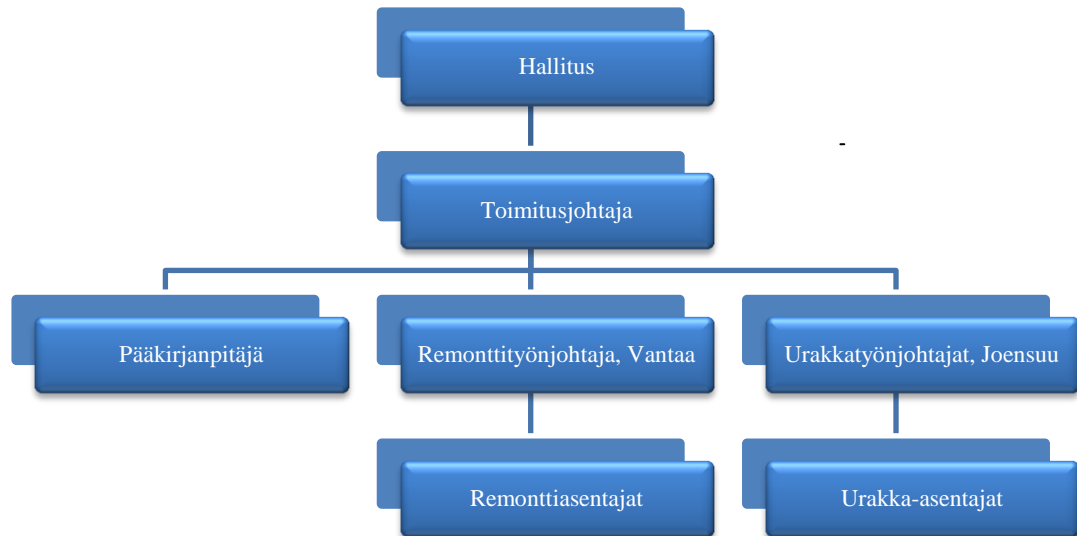 Hallitus
-
Toimitusjohtaja
Pääkirjanpitäjä
Remonttityönjohtaja, Vantaa
Urakkatyönjohtajat, Joensuu
Remonttiasentajat
Urakka-asentajat